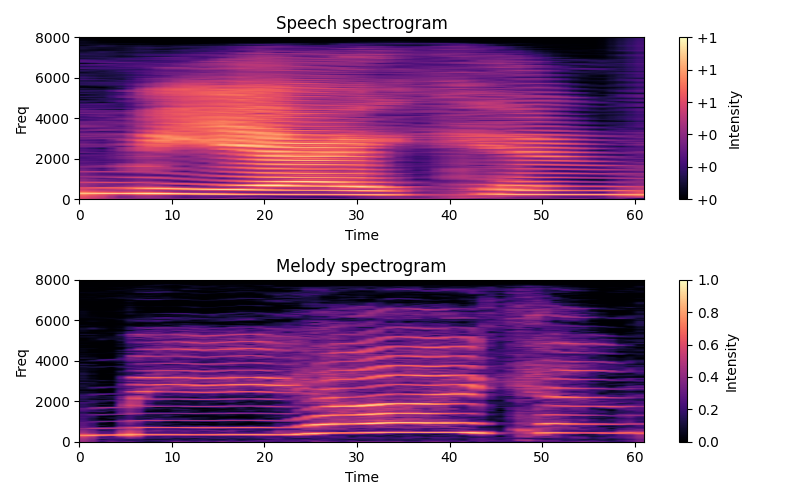 Speech spectrogram
8000
6000
4000
2000
0
Freq
0 10 20 30 40 50 60
Time
+1
+1
+1
+0
+0
+0
Intensity
Melody spectrogram
8000
6000
4000
2000
0
Freq
0 10 20 30 40 50 60
Time
1.0
0.8
0.6
0.4
0.2
0.0
Intensity